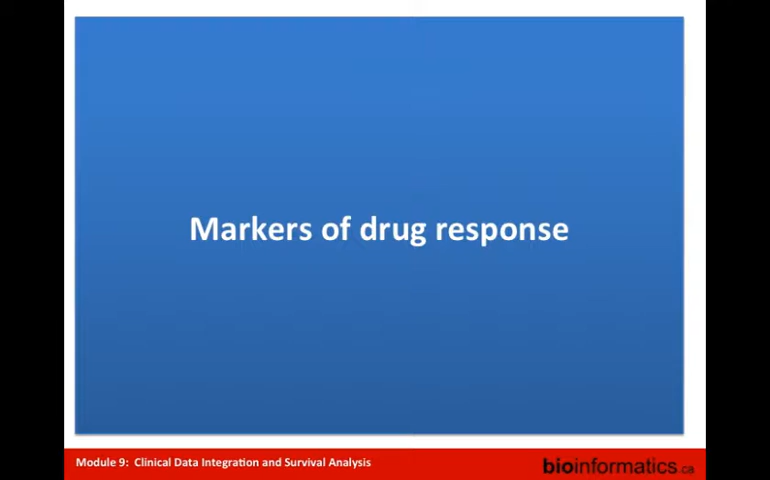 Markers of drug response
Module 9: Clinical Data Integration and Survival Analysis
bioinformatics.ca